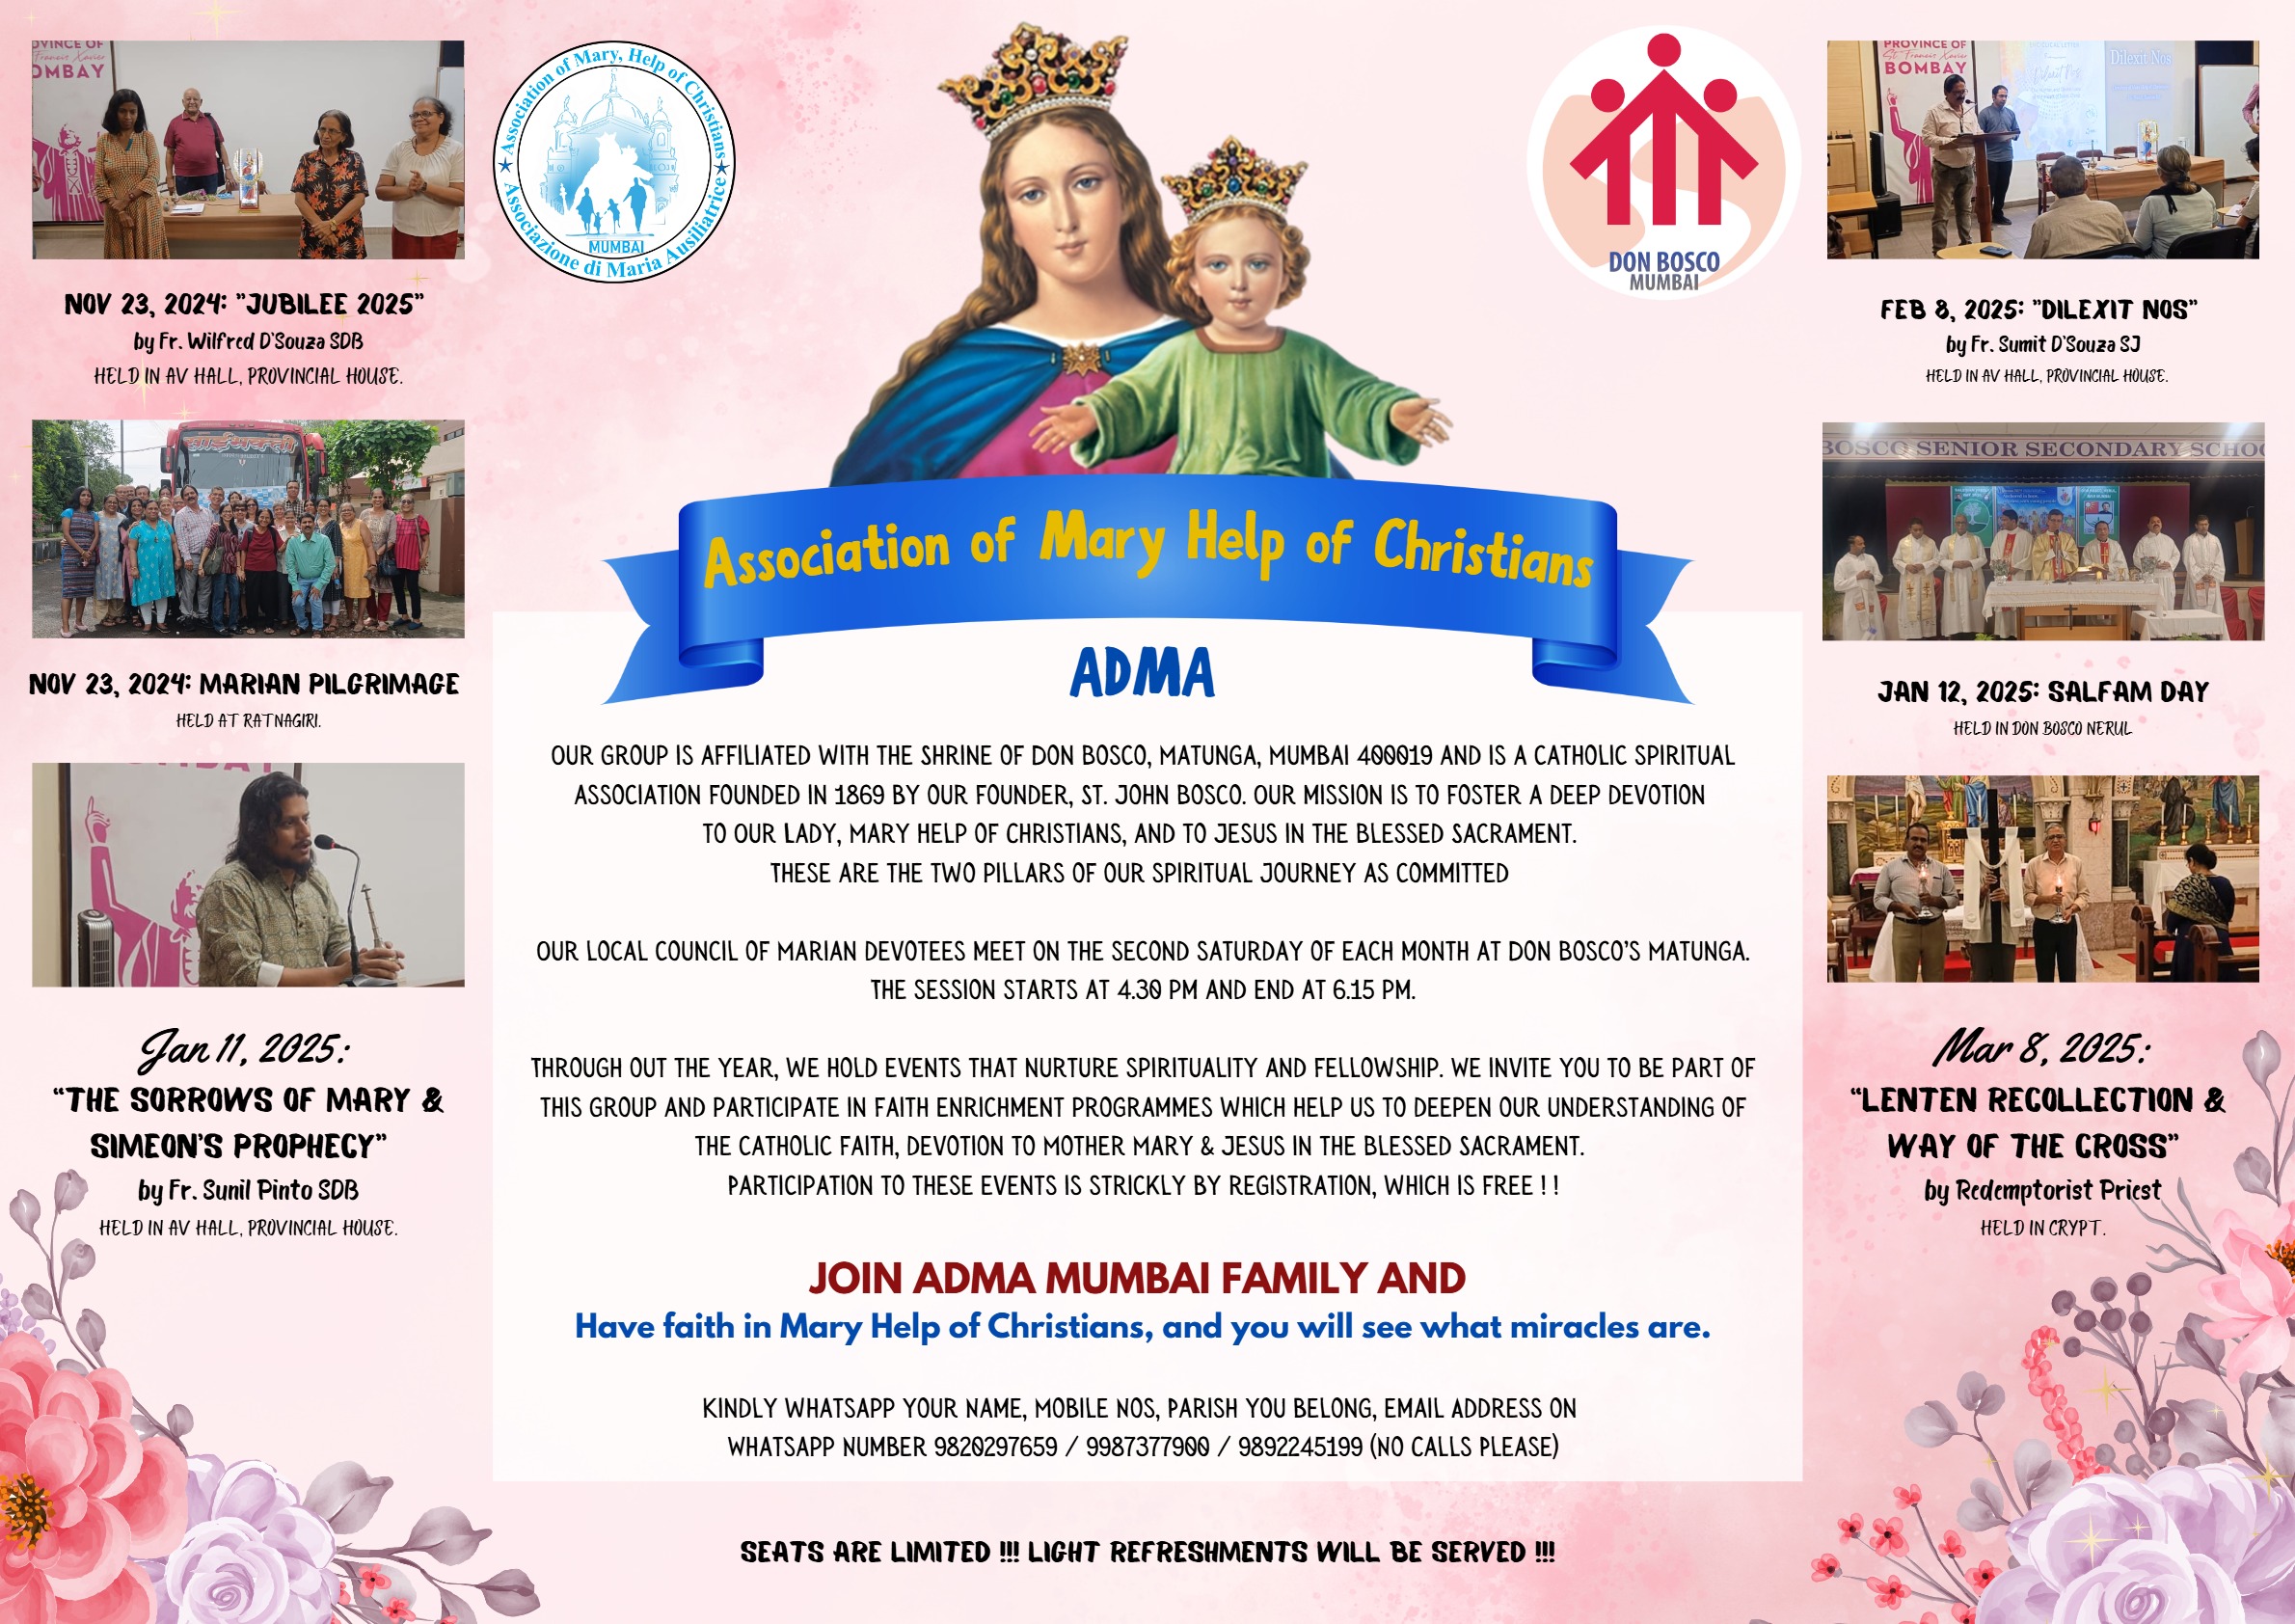 PROVINCE OF
St Francis Xavier
BOMBAY
NOV 23, 2024: "JUBILEE 2025"
by Fr. Wilfred D'Souza SDB
HELD IN AV HALL, PROVINCIAL HOUSE.
NOV 23, 2024: MARIAN PILGRIMAGE
HELD AT RATNAGIRI.
Jan 11, 2025:
"THE SORROWS OF MARY &
SIMEON'S PROPHECY"
by Fr. Sunil Pinto SDB
HELD IN AV HALL, PROVINCIAL HOUSE.
Association of Mary, Help of Christians
MUMBAI
Associazione di Maria Ausiliatrice
DON BOSCO
MUMBAI
Association of Mary Help of Christians
ADMA
OUR GROUP IS AFFILIATED WITH THE SHRINE OF DON BOSCO, MATUNGA, MUMBAI 400019 AND IS A CATHOLIC SPIRITUAL
ASSOCIATION FOUNDED IN 1869 BY OUR FOUNDER, ST. JOHN BOSCO. OUR MISSION IS TO FOSTER A DEEP DEVOTION
TO OUR LADY, MARY HELP OF CHRISTIANS, AND TO JESUS IN THE BLESSED SACRAMENT.
THESE ARE THE TWO PILLARS OF OUR SPIRITUAL JOURNEY AS COMMITTED
OUR LOCAL COUNCIL OF MARIAN DEVOTEES MEET ON THE SECOND SATURDAY OF EACH MONTH AT DON BOSCO'S MATUNGA.
THE SESSION STARTS AT 4.30 PM AND END AT 6.15 PM.
THROUGH OUT THE YEAR, WE HOLD EVENTS THAT NURTURE SPIRITUALITY AND FELLOWSHIP. WE INVITE YOU TO BE PART OF
THIS GROUP AND PARTICIPATE IN FAITH ENRICHMENT PROGRAMMES WHICH HELP US TO DEEPEN OUR UNDERSTANDING OF
THE CATHOLIC FAITH, DEVOTION TO MOTHER MARY & JESUS IN THE BLESSED SACRAMENT.
PARTICIPATION TO THESE EVENTS IS STRICKLY BY REGISTRATION, WHICH IS FREE ! !
JOIN ADMA MUMBAI FAMILY AND
Have faith in Mary Help of Christians, and you will see what miracles are.
KINDLY WHATSAPP YOUR NAME, MOBILE NOS, PARISH YOU BELONG, EMAIL ADDRESS ON
WHATSAPP NUMBER 9820297659 / 9987377900 / 9892245199 (NO CALLS PLEASE)
SEATS ARE LIMITED !!! LIGHT REFRESHMENTS WILL BE SERVED !!!
PROVINCE OF
St Francis Xavier
BOMBAY
Dilexit Nos
FEB 8, 2025: "DILEXIT NOS"
by Fr. Sumit D'Souza SJ
HELD IN AV HALL, PROVINCIAL HOUSE.
BOSCO SENIOR SECONDARY SCHOO
JAN 12, 2025: SALFAM DAY
HELD IN DON BOSCO NERUL
Mar 8, 2025:
"LENTEN RECOLLECTION &
WAY OF THE CROSS"
by Redemptorist Priest
HELD IN CRYPT.